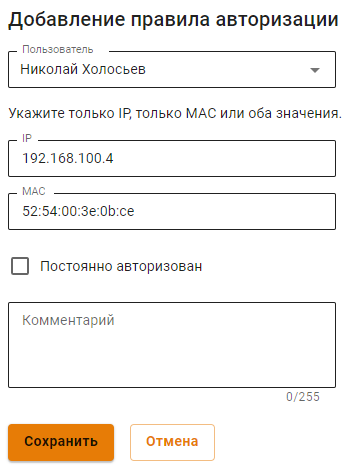 Добавление правила авторизации
Пользователь
Николай Холосьев
Укажите только IP, только MAC или оба значения.
IP
192.168.100.4
MAC
52:54:00:3e:0b:ce
Постоянно авторизован
Комментарий
0/255
Сохранить
Отмена